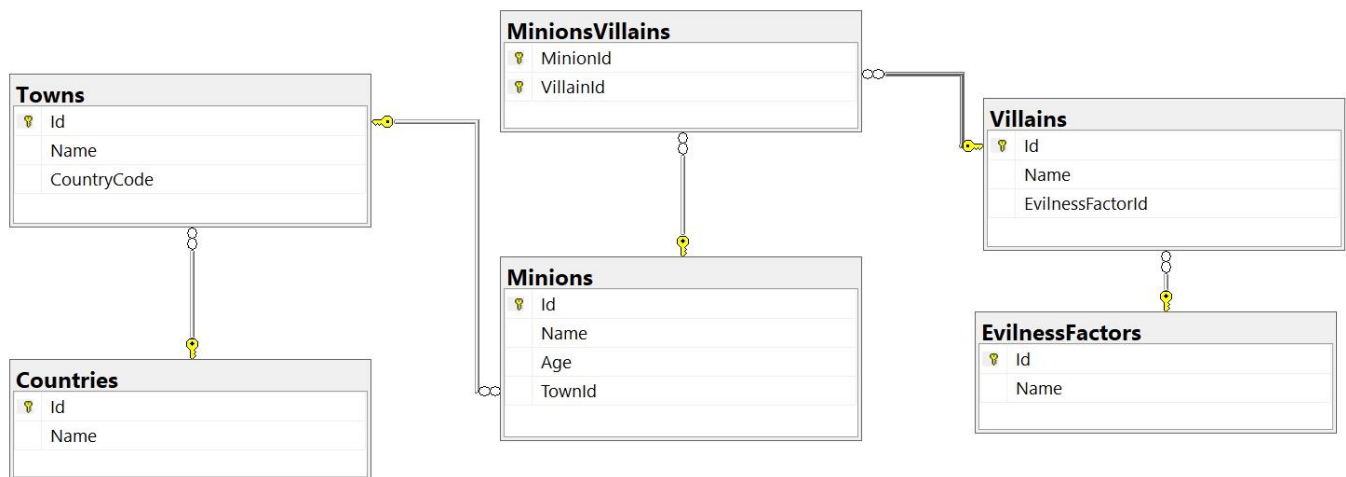 Towns
Id
Name
CountryCode
Countries
Id
Name
MinionsVillains
MinionId
VillainId
Minions
Id
Name
Age
TownId
Villains
Id
Name
EvilnessFactorId
EvilnessFactors
Id
Name